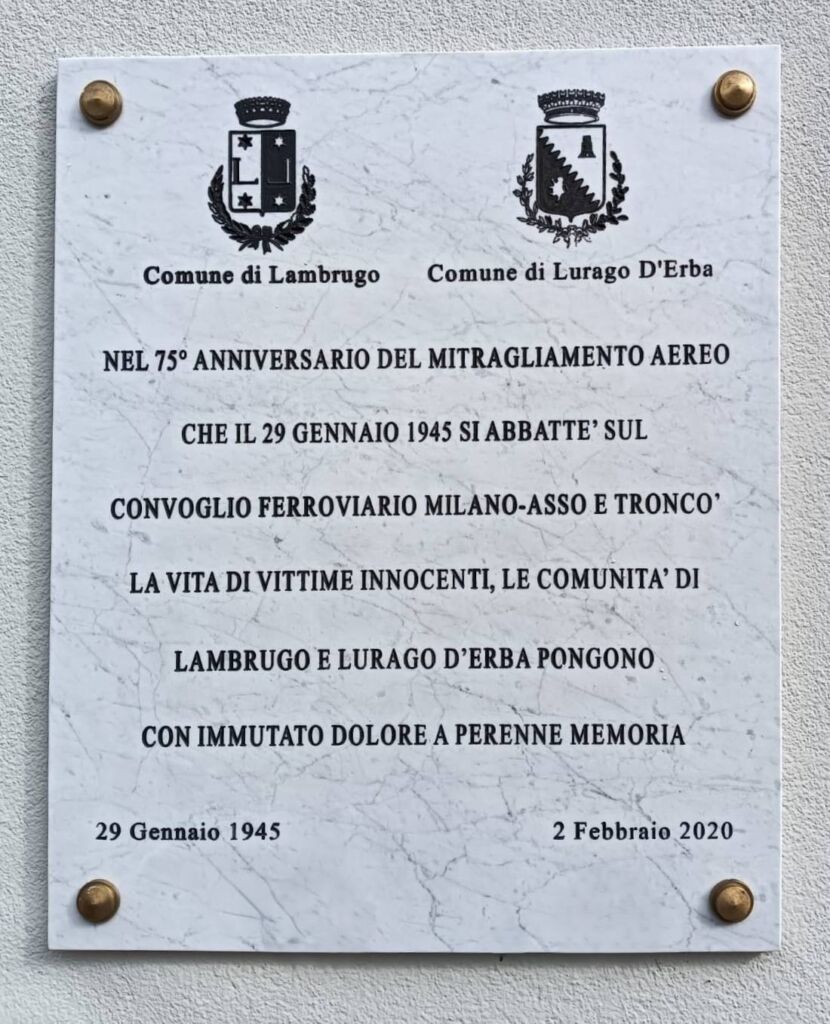 L L
Comune di Lambrugo Comune di Lurago D'Erba
NEL 75° ANNIVERSARIO DEL MITRAGLIAMENTO AEREO
CHE IL 29 GENNAIO 1945 SI ABBATTE’ SUL
CONVOGLIO FERROVIARIO MILANO-ASSO E TRONCO’
LA VITA DI VITTIME INNOCENTI, LE COMUNITA’ DI
LAMBRUGO E LURAGO D’ERBA PONGONO
CON IMMUTATO DOLORE A PERENNE MEMORIA
29 Gennaio 1945 2 Febbraio 2020